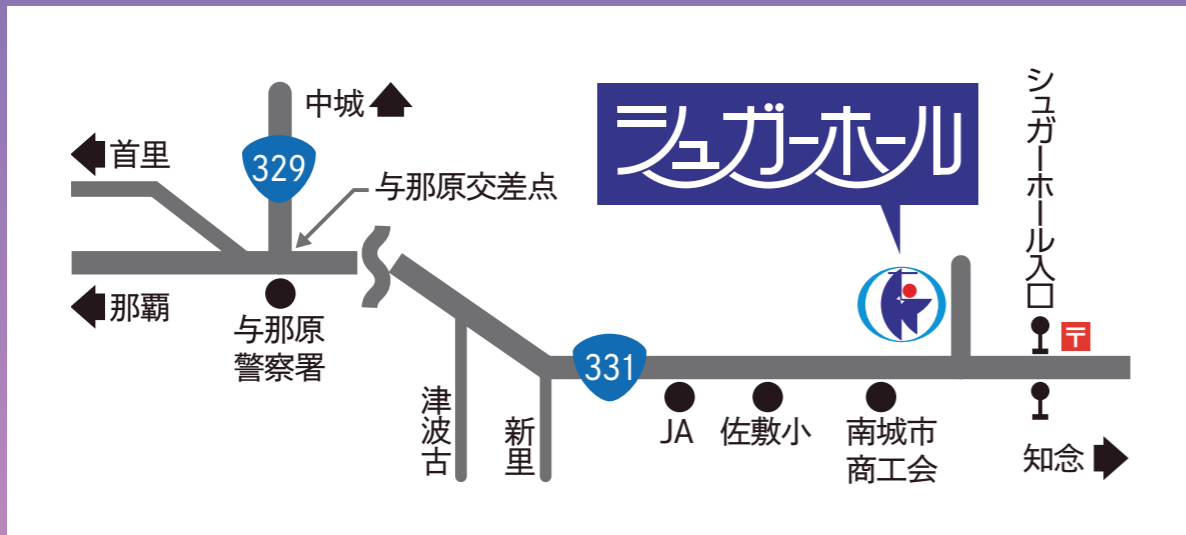 中城
首里
329
与那原交差点
那覇
与那原
警察署
シュガーホール
シュガーホール入口
〒
331
津波古
新里
JA
佐敷小
南城市
商工会
知念